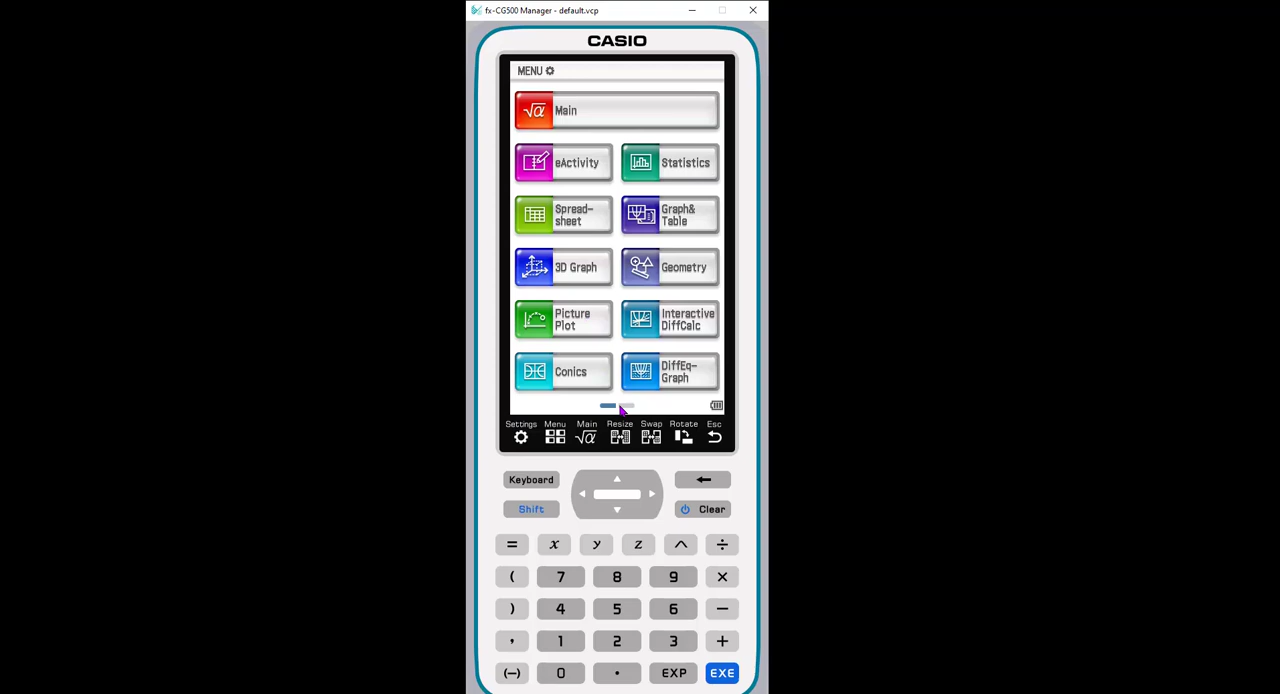 fx-CG500 Manager - default.vcp
CASIO
MENU
√α Main
eActivity
Statistics
Spread-
sheet
Graph&
Table
3D Graph
Geometry
Picture
Plot
Interactive
DiffCalc
Conics
DiffEq-
Graph
Settings Menu Main Resize Swap Rotate Esc
√α
Keyboard
Shift
Clear
= x y z ^ ÷
( 7 8 9 ×
) 4 5 6 −
, 1 2 3 +
(−) 0 . EXP EXE